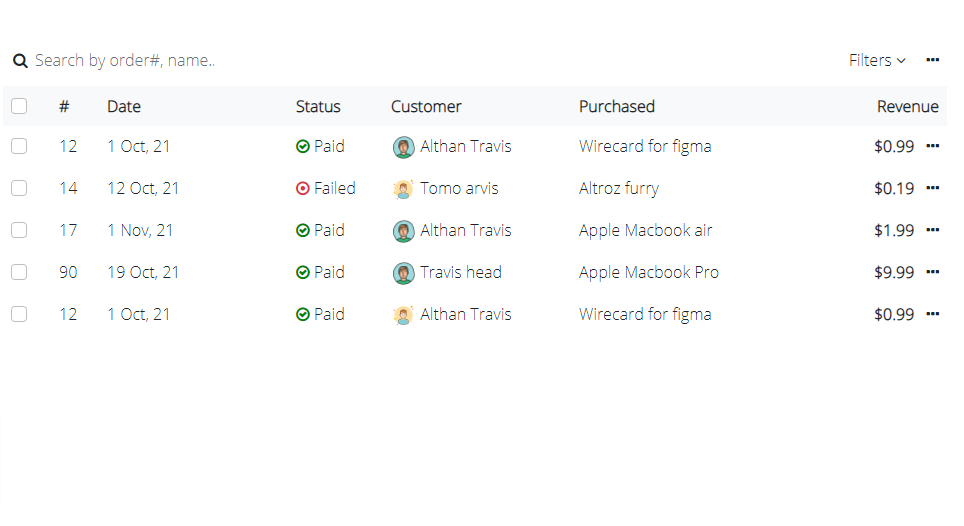 Search by order#, name.. Filters
# Date Status Customer Purchased Revenue
12 1 Oct, 21 Paid Althan Travis Wirecard for figma $0.99
14 12 Oct, 21 Failed Tomo arvis Altroz furry $0.19
17 1 Nov, 21 Paid Althan Travis Apple Macbook air $1.99
90 19 Oct, 21 Paid Travis head Apple Macbook Pro $9.99
12 1 Oct, 21 Paid Althan Travis Wirecard for figma $0.99